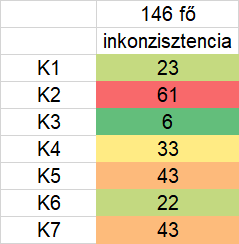 146 fő
inkonzisztencia
K1 23
K2 61
K3 6
K4 33
K5 43
K6 22
K7 43